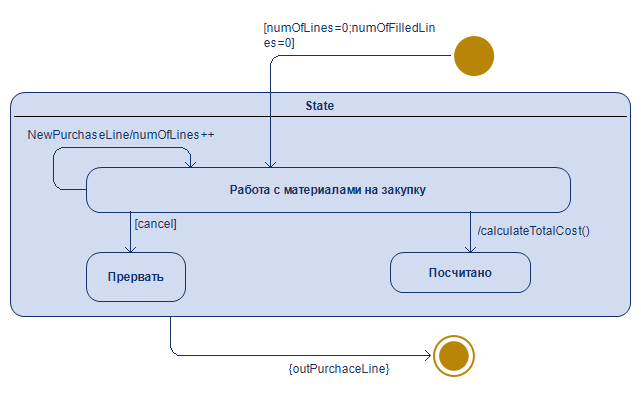 [numOfLines=0;numOfFilledLin
es=0]
State
NewPurchaseLine/numOfLines++
Работа с материалами на закупку
[cancel]
/calculateTotalCost()
Прервать
Посчитано
{outPurchaceLine}